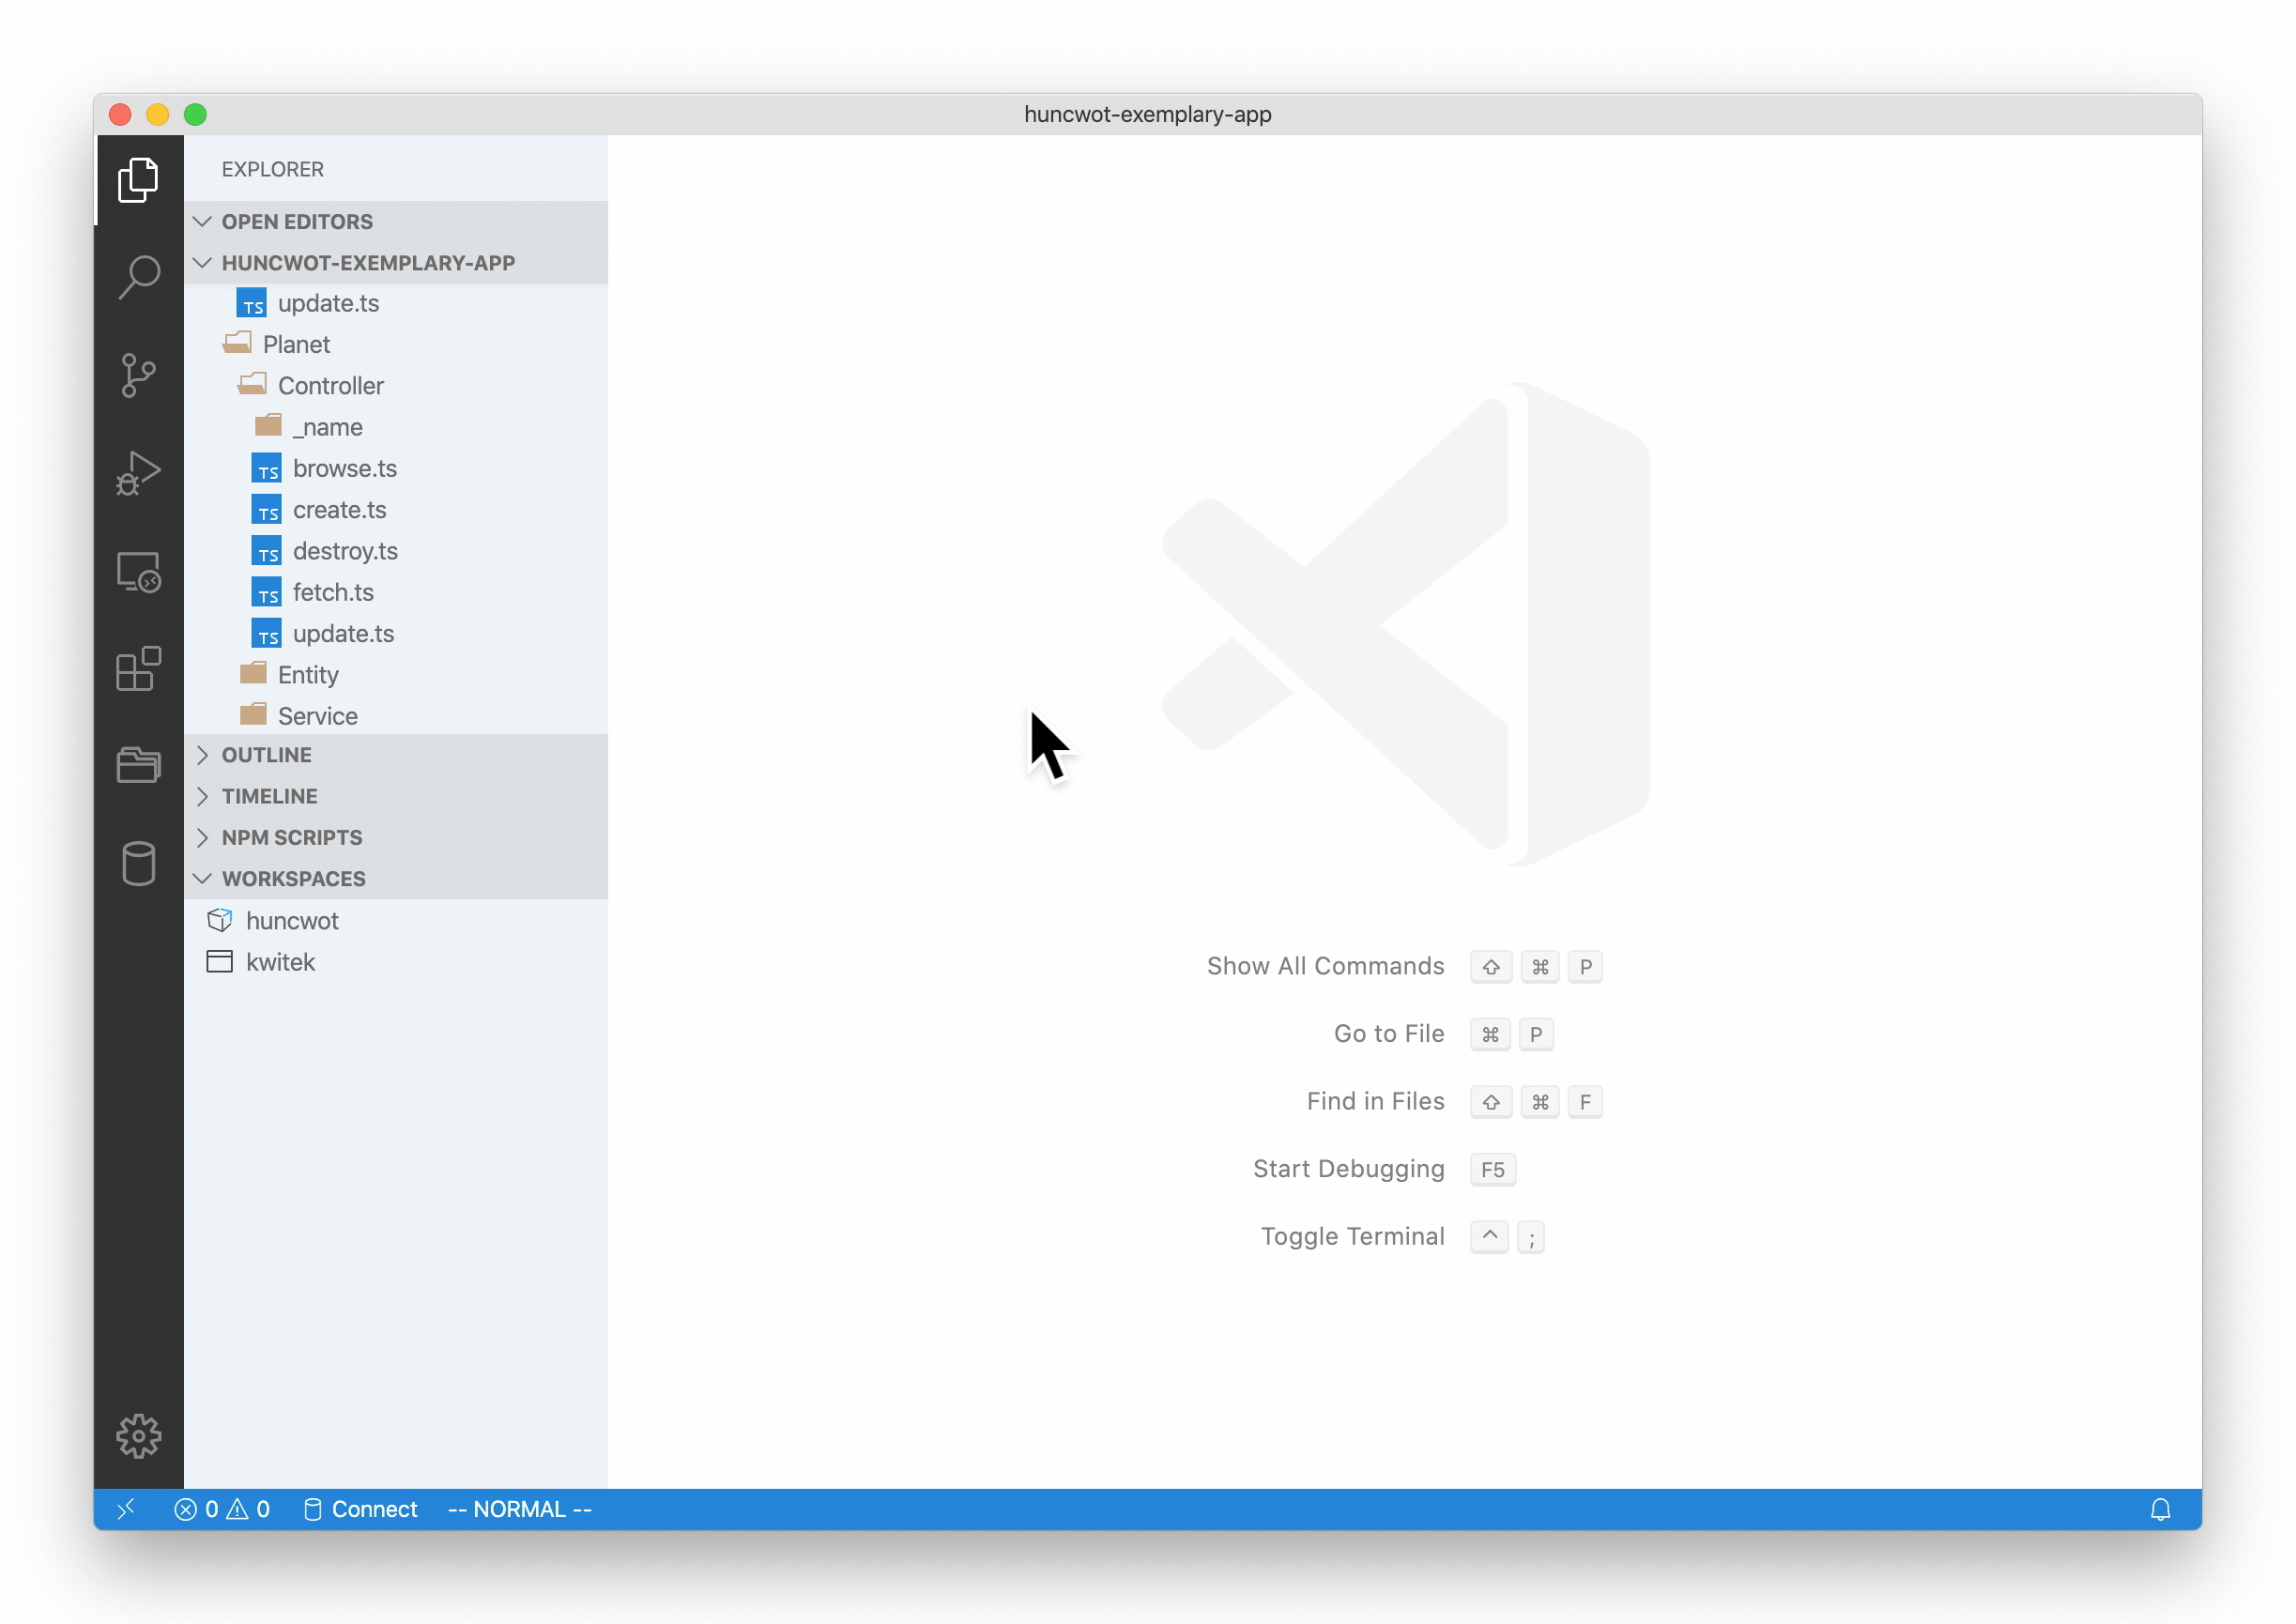 huncwot-exemplary-app
EXPLORER
OPEN EDITORS
HUNCWOT-EXEMPLARY-APP
TS update.ts
Planet
Controller
_name
TS browse.ts
TS create.ts
TS destroy.ts
TS fetch.ts
TS update.ts
Entity
Service
OUTLINE
TIMELINE
NPM SCRIPTS
WORKSPACES
huncwot
kwitek
Show All Commands ⇧ ⌘ P
Go to File ⌘ P
Find in Files ⇧ ⌘ F
Start Debugging F5
Toggle Terminal ^ ;
0 0 Connect -- NORMAL --